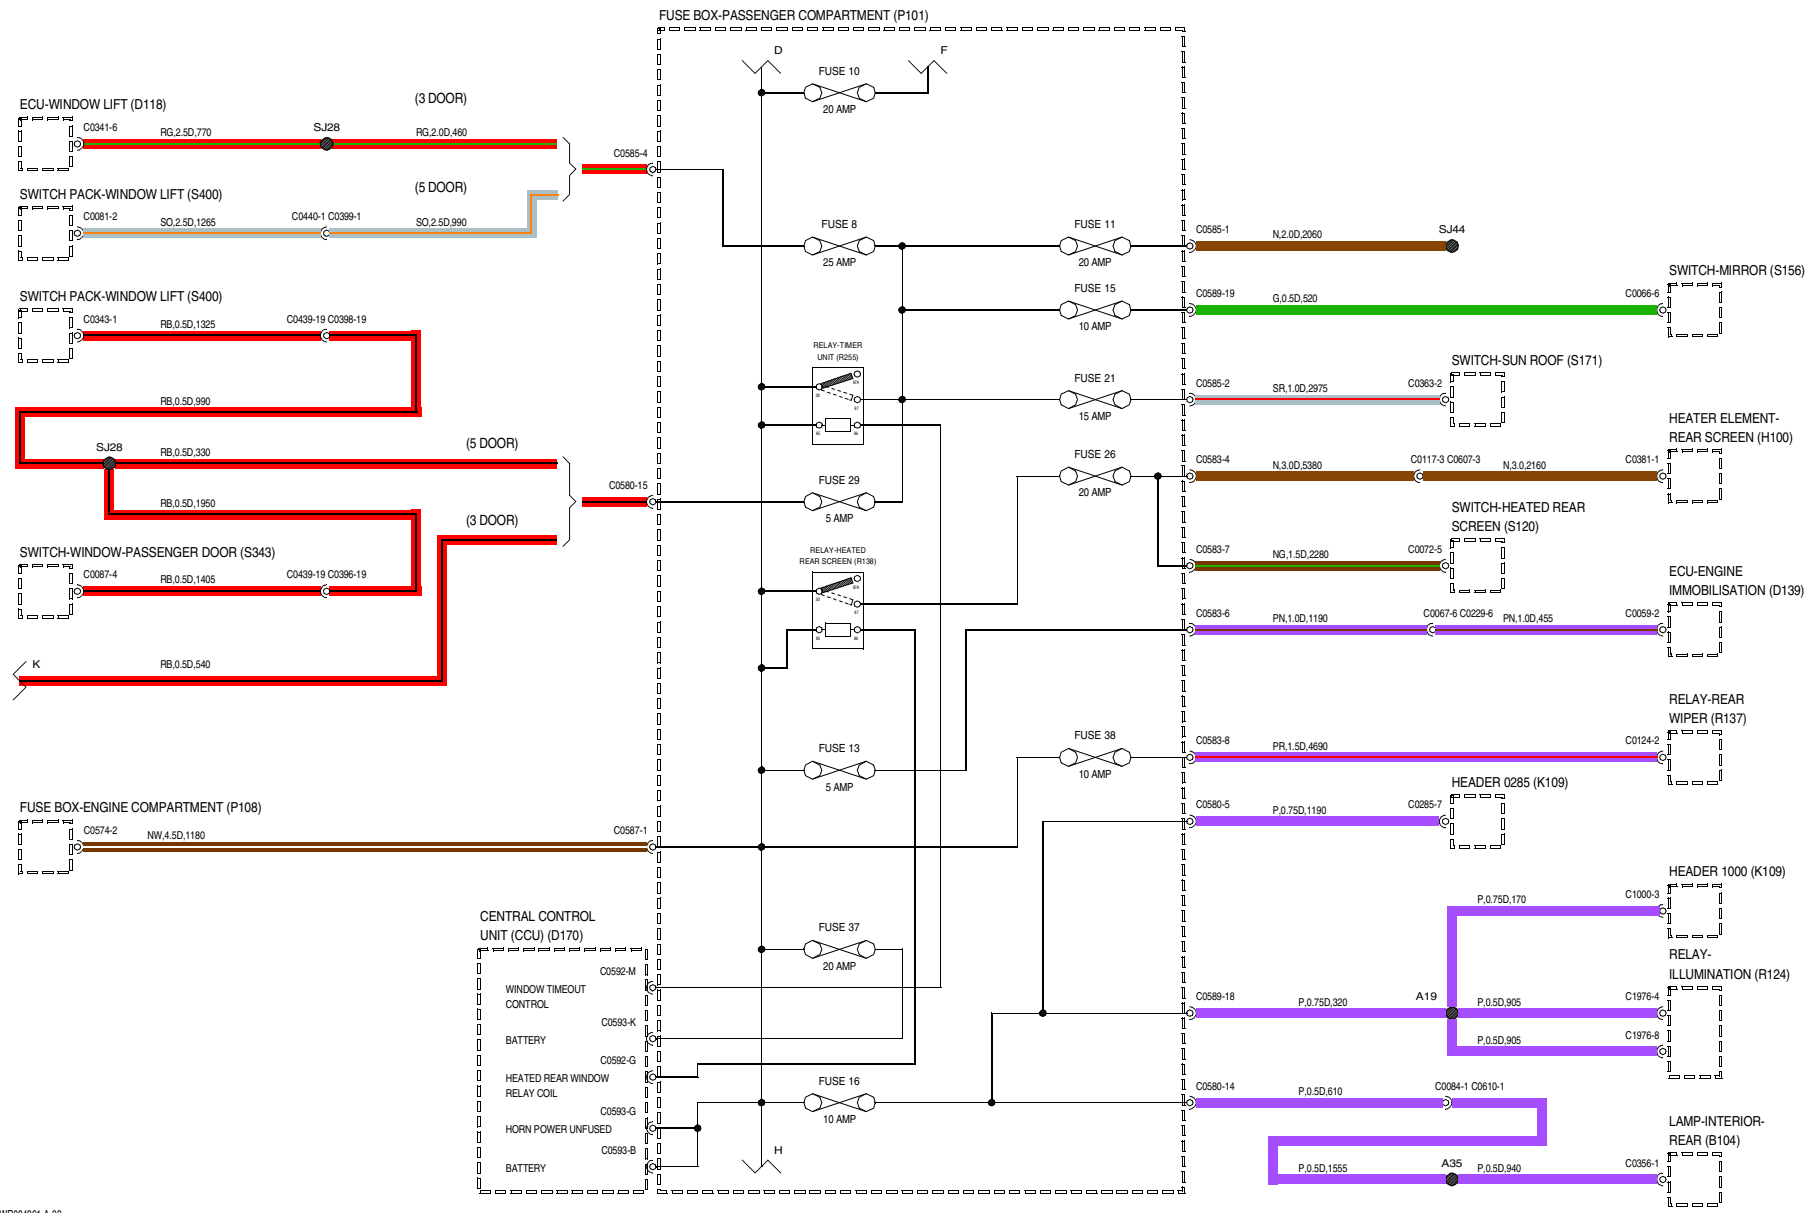 FUSE BOX-PASSENGER COMPARTMENT (P101)
D
F
FUSE 10
20 AMP
ECU-WINDOW LIFT (D118)
(3 DOOR)
C0341-6
RG,2.5D,770
SJ28
RG,2.0D,460
C0585-4
SWITCH PACK-WINDOW LIFT (S400)
(5 DOOR)
C0081-2
SO,2.5D,1265
C0440-1 C0399-1
SO,2.5D,990
FUSE 8
25 AMP
FUSE 11
20 AMP
C0585-1
N,2.0D,2060
SJ44
SWITCH-MIRROR (S156)
FUSE 15
10 AMP
C0589-19
G,0.5D,520
C0066-6
SWITCH PACK-WINDOW LIFT (S400)
C0343-1
RB,0.5D,1325
C0439-19 C0398-19
RELAY-TIMER
UNIT (R255)
87A
30
87
85
86
FUSE 21
15 AMP
C0585-2
SR,1.0D,2975
C0363-2
SWITCH-SUN ROOF (S171)
RB,0.5D,990
SJ28
RB,0.5D,330
(5 DOOR)
C0580-15
FUSE 29
5 AMP
FUSE 26
20 AMP
C0583-4
N,3.0D,5380
C0117-3 C0607-3
N,3.0,2160
C0381-1
HEATER ELEMENT-
REAR SCREEN (H100)
RB,0.5D,1950
(3 DOOR)
SWITCH-HEATED REAR
SCREEN (S120)
C0583-7
NG,1.5D,2280
C0072-5
SWITCH-WINDOW-PASSENGER DOOR (S343)
C0087-4
RB,0.5D,1405
C0439-19 C0396-19
RELAY-HEATED
REAR SCREEN (R138)
87A
30
87
85
86
C0583-6
PN,1.0D,1190
C0067-6 C0229-6
PN,1.0D,455
C0059-2
ECU-ENGINE
IMMOBILISATION (D139)
K
RB,0.5D,540
FUSE 13
5 AMP
FUSE 38
10 AMP
C0583-8
PR,1.5D,4690
C0124-2
RELAY-REAR
WIPER (R137)
HEADER 0285 (K109)
C0580-5
P,0.75D,1190
C0285-7
FUSE BOX-ENGINE COMPARTMENT (P108)
C0574-2
NW,4.5D,1180
C0587-1
HEADER 1000 (K109)
P,0.75D,170
C1000-3
CENTRAL CONTROL
UNIT (CCU) (D170)
FUSE 37
20 AMP
C0592-M
WINDOW TIMEOUT
CONTROL
C0593-K
BATTERY
C0592-G
HEATED REAR WINDOW
RELAY COIL
C0593-G
HORN POWER UNFUSED
C0593-B
BATTERY
RELAY-
ILLUMINATION (R124)
C0589-18
P,0.75D,320
A19
P,0.5D,905
C1976-4
P,0.5D,905
C1976-8
FUSE 16
10 AMP
H
C0580-14
P,0.5D,610
C0084-1 C0610-1
LAMP-INTERIOR-
REAR (B104)
P,0.5D,1555
A35
P,0.5D,940
C0356-1